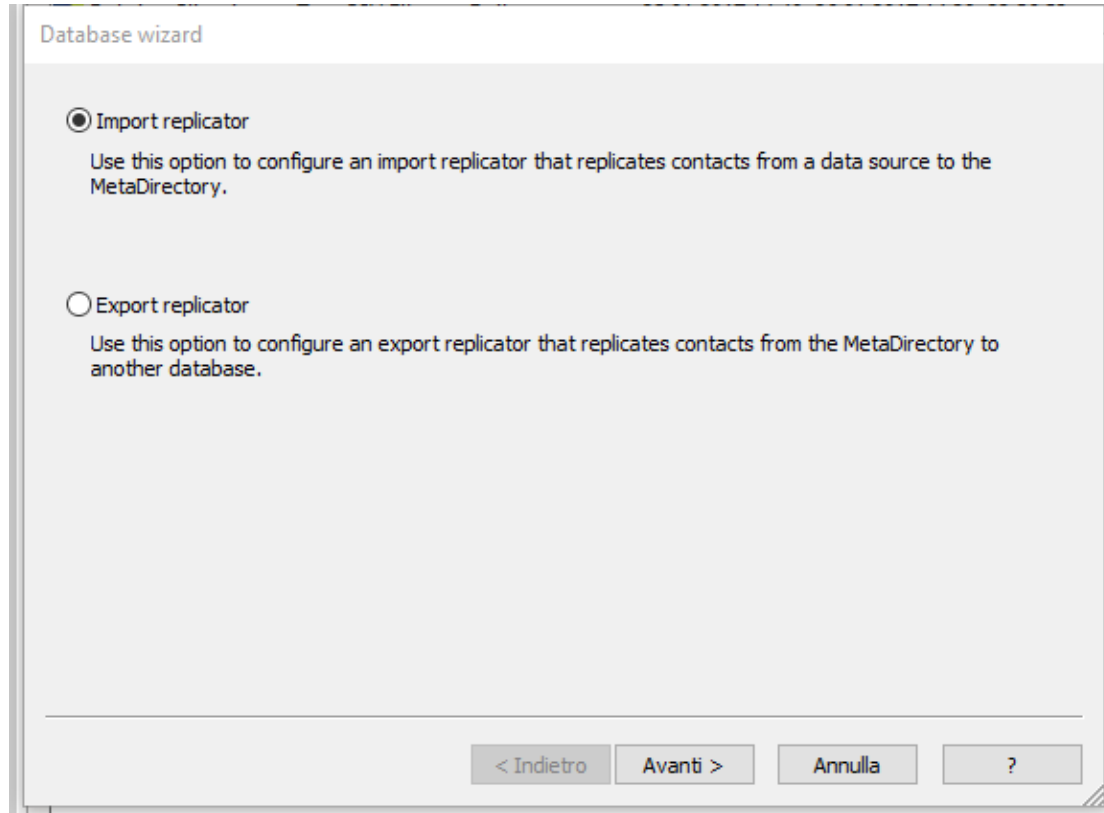 Database wizard
Import replicator
Use this option to configure an import replicator that replicates contacts from a data source to the
MetaDirectory.
Export replicator
Use this option to configure an export replicator that replicates contacts from the MetaDirectory to
another database.
< Indietro Avanti > Annulla ?